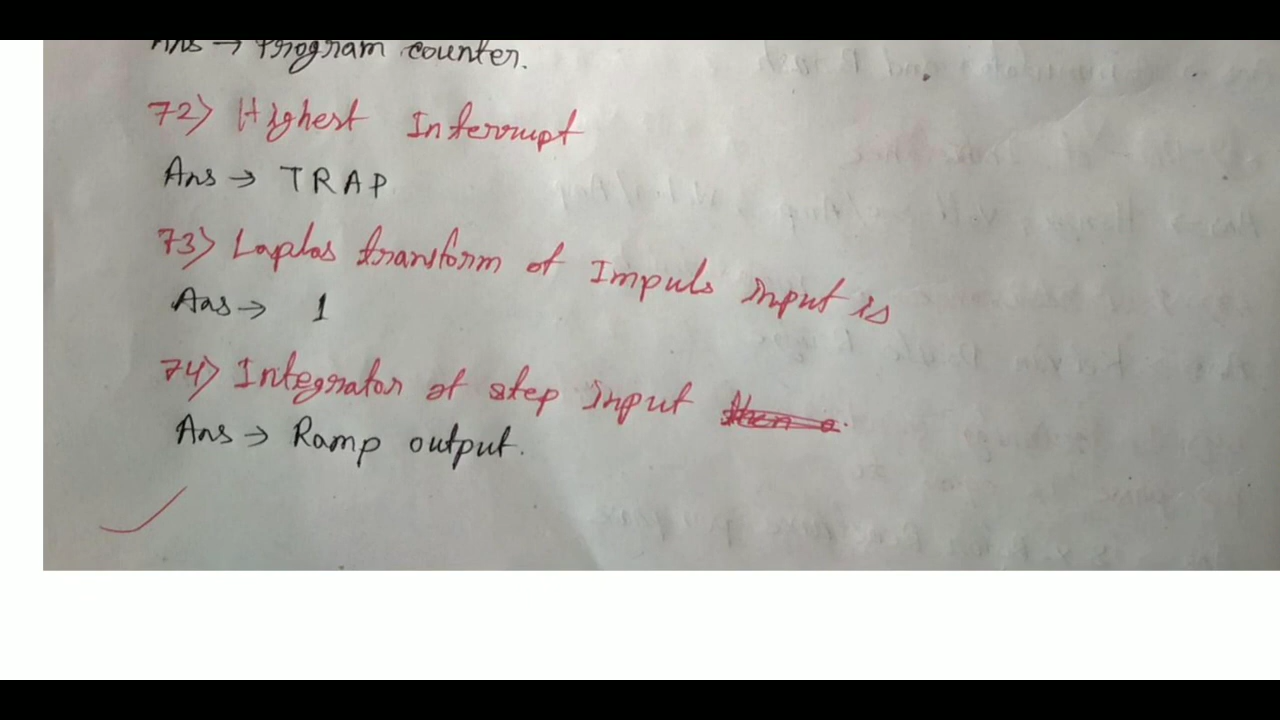 Ans → Program counter.
72) Highest Interrupt
Ans → TRAP
73) Laplas transform of Impuls input is
Ans → 1
74) Integrator of step input
Ans → Ramp output.